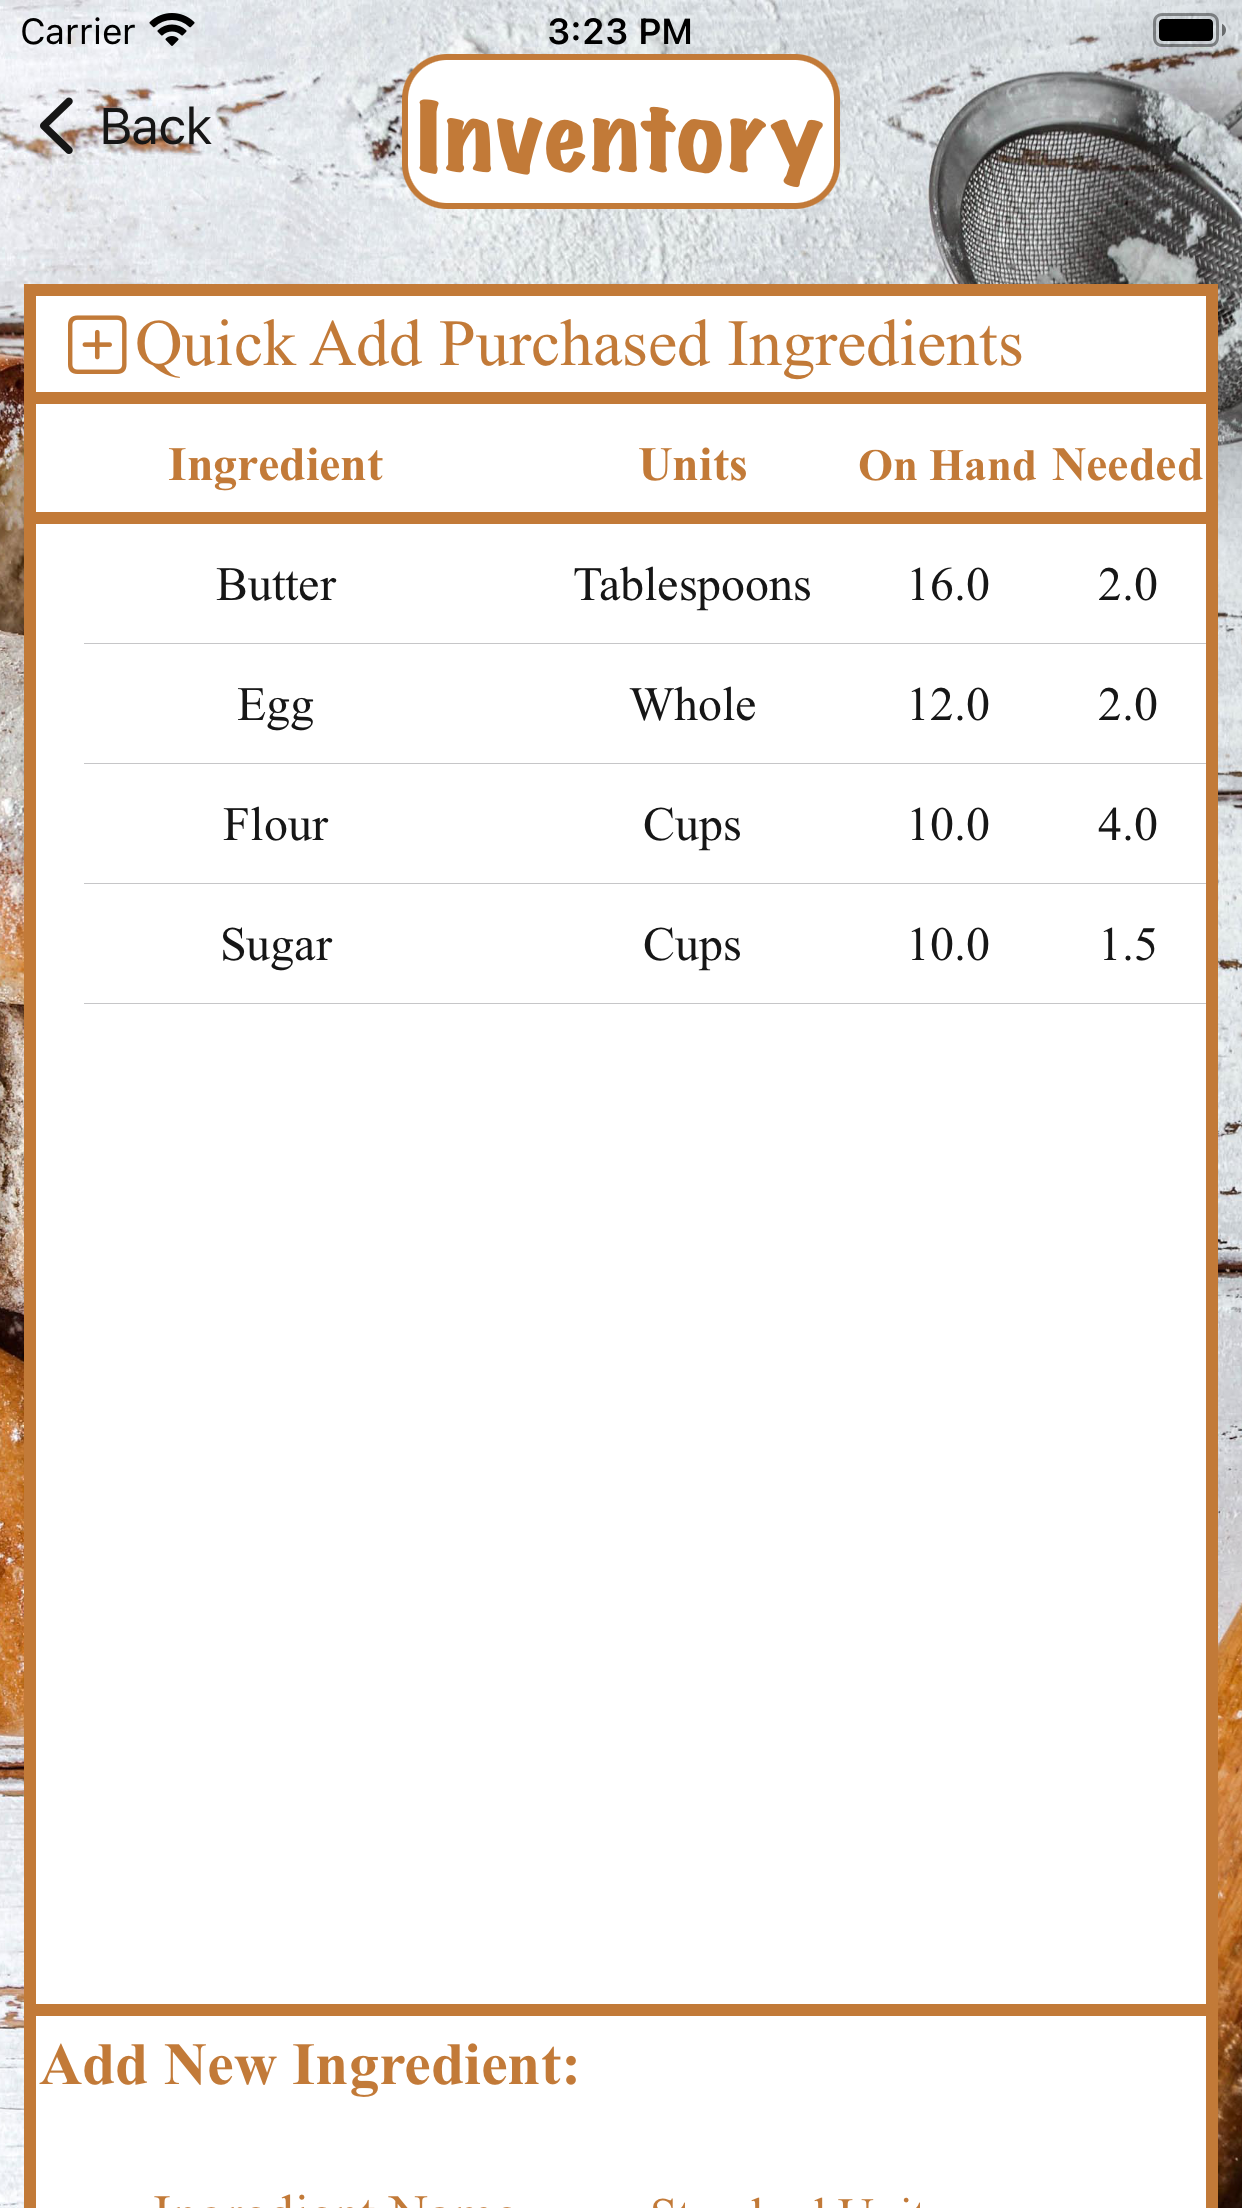 Carrier 3:23 PM
Back
Inventory
Quick Add Purchased Ingredients
Ingredient Units On Hand Needed
Butter Tablespoons 16.0 2.0
Egg Whole 12.0 2.0
Flour Cups 10.0 4.0
Sugar Cups 10.0 1.5
Add New Ingredient:
Ingredient Name